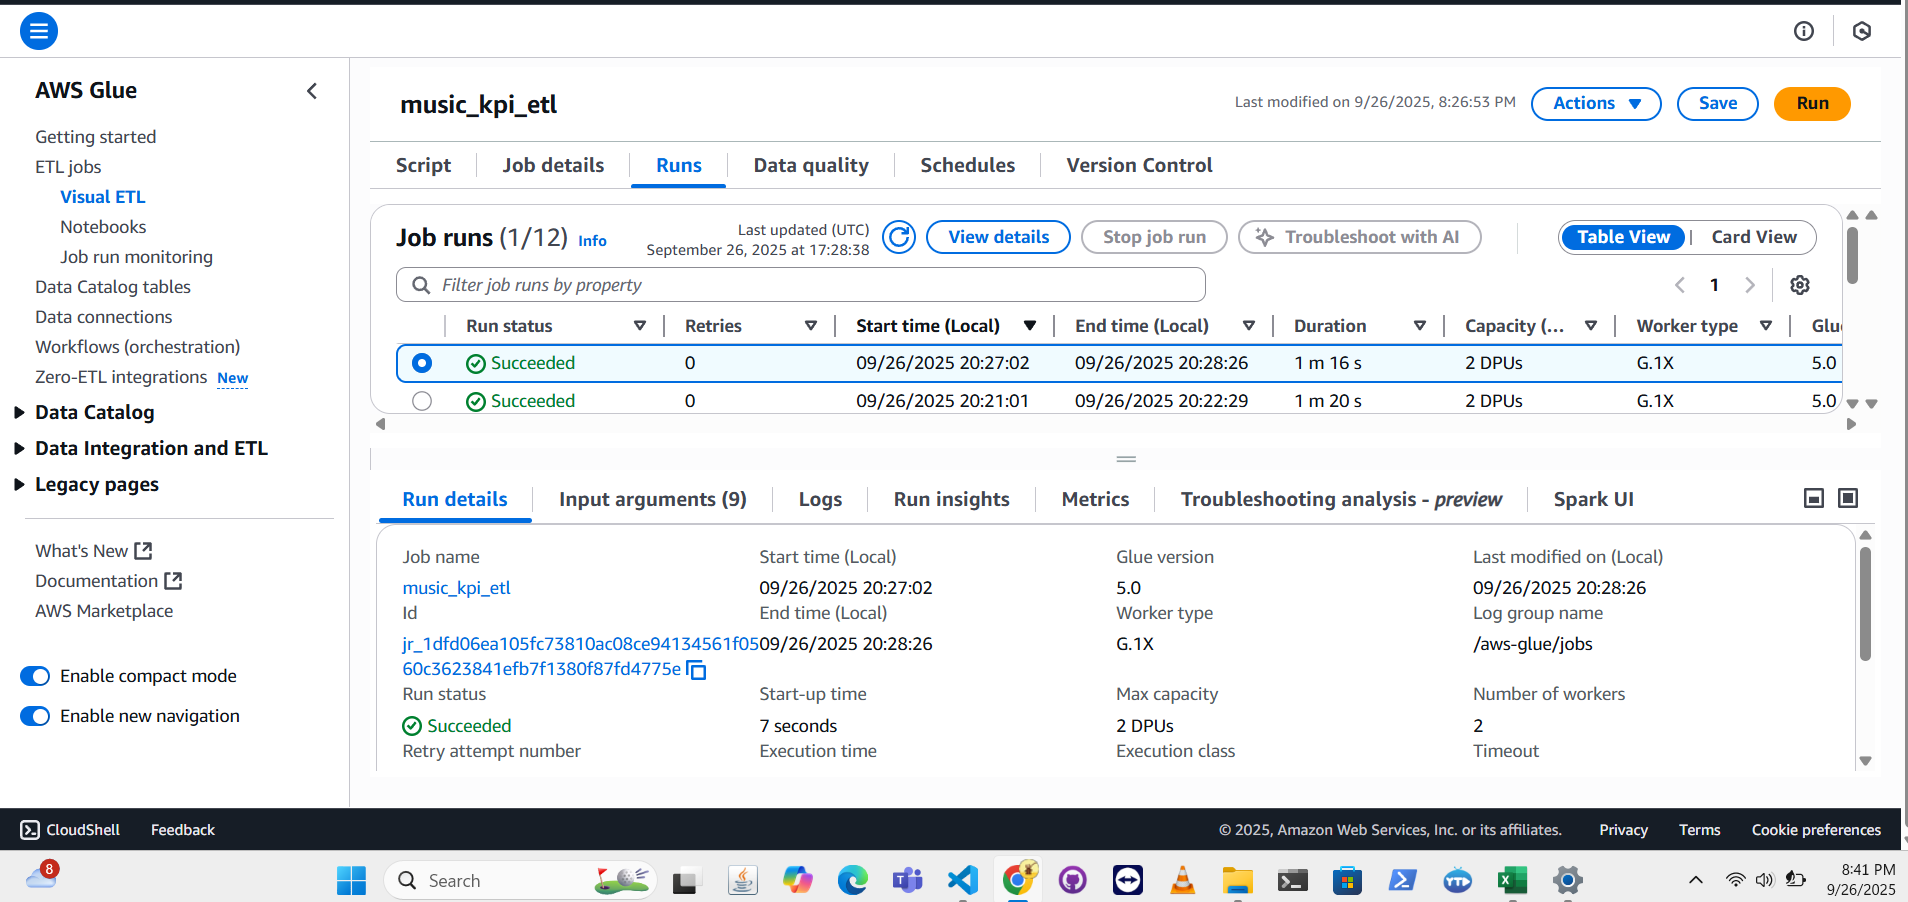 AWS Glue
Getting started
ETL jobs
Visual ETL
Notebooks
Job run monitoring
Data Catalog tables
Data connections
Workflows (orchestration)
Zero-ETL integrations New
Data Catalog
Data Integration and ETL
Legacy pages
What's New
Documentation
AWS Marketplace
Enable compact mode
Enable new navigation
music_kpi_etl
Last modified on 9/26/2025, 8:26:53 PM Actions Save Run
Script Job details Runs Data quality Schedules Version Control
Job runs (1/12) Info
Last updated (UTC)
September 26, 2025 at 17:28:38
View details Stop job run Troubleshoot with AI Table View Card View
Filter job runs by property
1
Run status Retries Start time (Local) End time (Local) Duration Capacity (... Worker type Glu
Succeeded 0 09/26/2025 20:27:02 09/26/2025 20:28:26 1 m 16 s 2 DPUs G.1X 5.0
Succeeded 0 09/26/2025 20:21:01 09/26/2025 20:22:29 1 m 20 s 2 DPUs G.1X 5.0
Run details Input arguments (9) Logs Run insights Metrics Troubleshooting analysis - preview Spark UI
Job name Start time (Local) Glue version Last modified on (Local)
music_kpi_etl 09/26/2025 20:27:02 5.0 09/26/2025 20:28:26
Id End time (Local) Worker type Log group name
jr_1dfd06ea105fc73810ac08ce94134561f05 09/26/2025 20:28:26 G.1X /aws-glue/jobs
60c3623841efb7f1380f87fd4775e
Run status Start-up time Max capacity Number of workers
Succeeded 7 seconds 2 DPUs 2
Retry attempt number Execution time Execution class Timeout
CloudShell Feedback © 2025, Amazon Web Services, Inc. or its affiliates. Privacy Terms Cookie preferences
8
Search
YTD
8:41 PM
9/26/2025